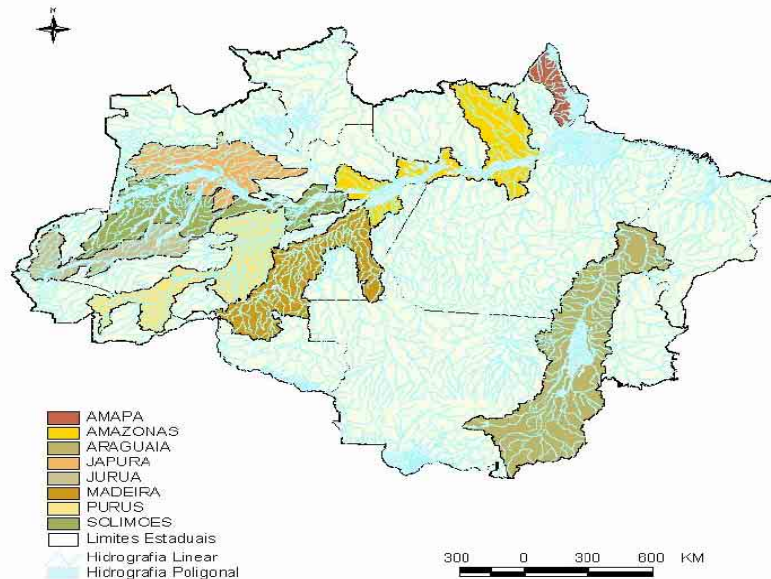 N
AMAPA
AMAZONAS
ARAGUAIA
JAPURA
JURUA
MADEIRA
PURUS
SOLIMOES
Limites Estaduais
Hidrografia Linear
Hidrografia Poligonal
300 0 300 600 KM